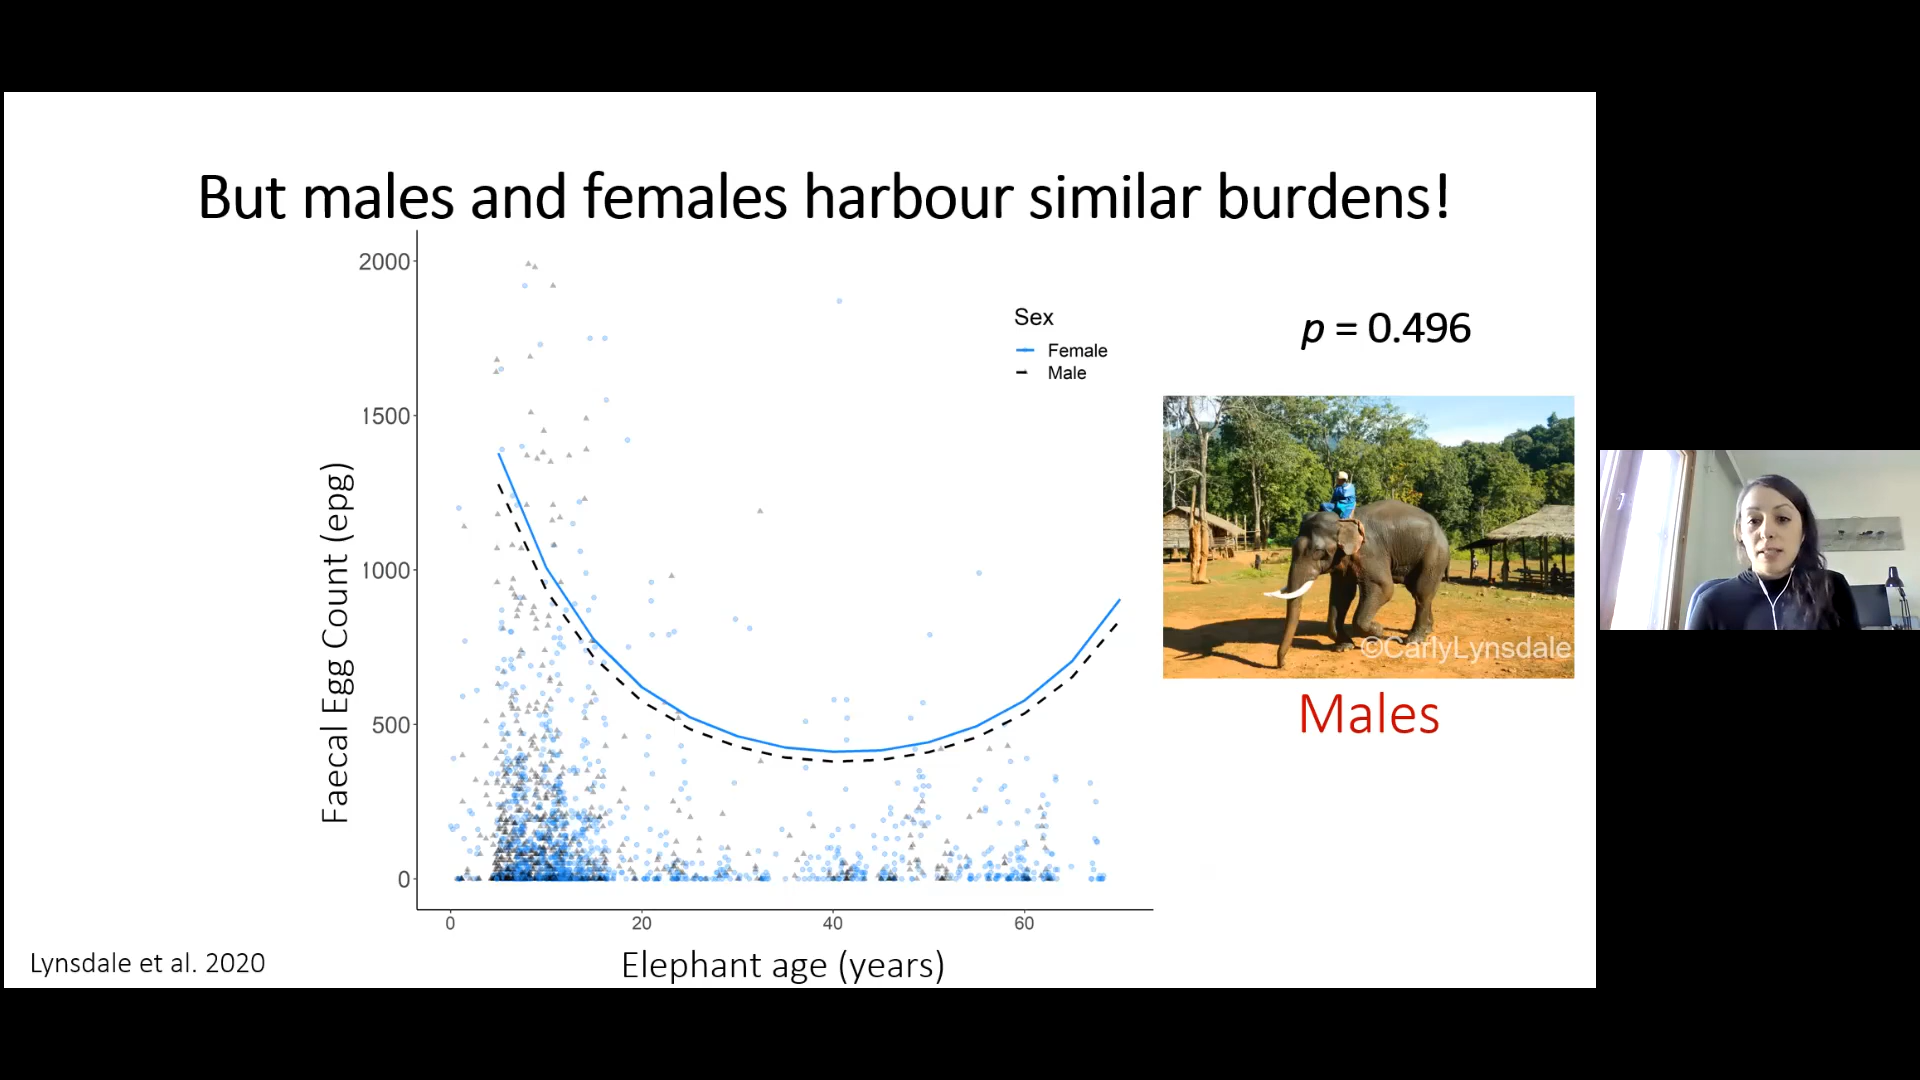 But males and females harbour similar burdens!
2000
1500
1000
500
0
Faecal Egg Count (epg)
0 20 40 60
Elephant age (years)
Sex
Female
Male
p = 0.496
©CarlyLynsdale
Males
Lynsdale et al. 2020